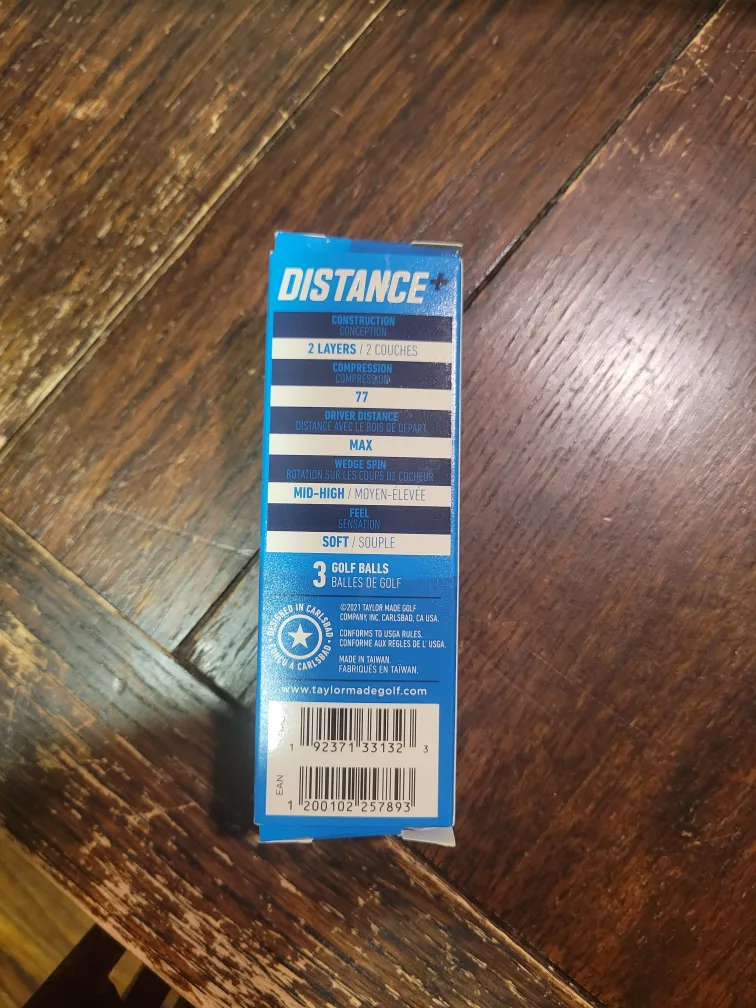 DISTANCE+
CONSTRUCTION
CONCEPTION
2 LAYERS / 2 COUCHES
COMPRESSION
COMPRESSION
77
DRIVER DISTANCE
DISTANCE AVEC LE BOIS DE DÉPART
MAX
WEDGE SPIN
ROTATION SUR LES COUPS DE COCHEUR
MID-HIGH / MOYEN-ÉLEVÉE
FEEL
SENSATION
SOFT / SOUPLE
3 GOLF BALLS
BALLES DE GOLF
DESIGNED IN CARLSBAD
CONÇU À CARLSBAD
©2021 TAYLOR MADE GOLF
COMPANY, INC. CARLSBAD, CA USA.
CONFORMS TO USGA RULES.
CONFORME AUX RÈGLES DE L' USGA.
MADE IN TAIWAN.
FABRIQUÉS EN TAÏWAN.
www.taylormadegolf.com
1 92371 33132 3
EAN
1 200102 257893